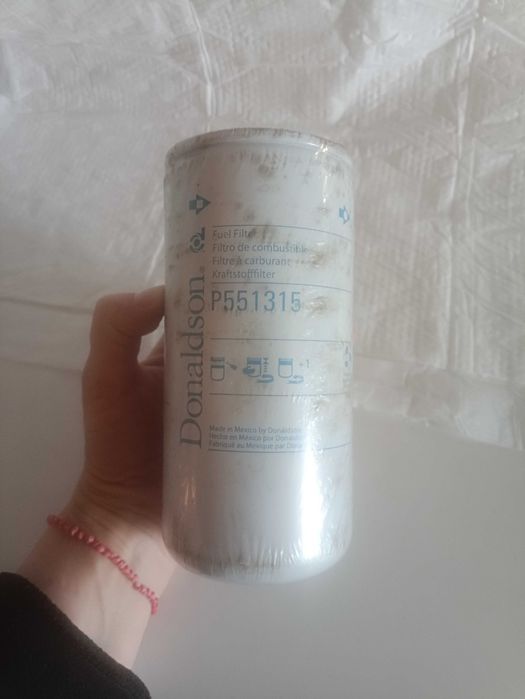 Donaldson®
Fuel Filter
Filtro de combustible
Filtre À carburant
Kraftstofffilter
P551315
+1
Made in Mexico by Donaldson
Hecho en México por Donaldson
Fabriqué au Mexique par